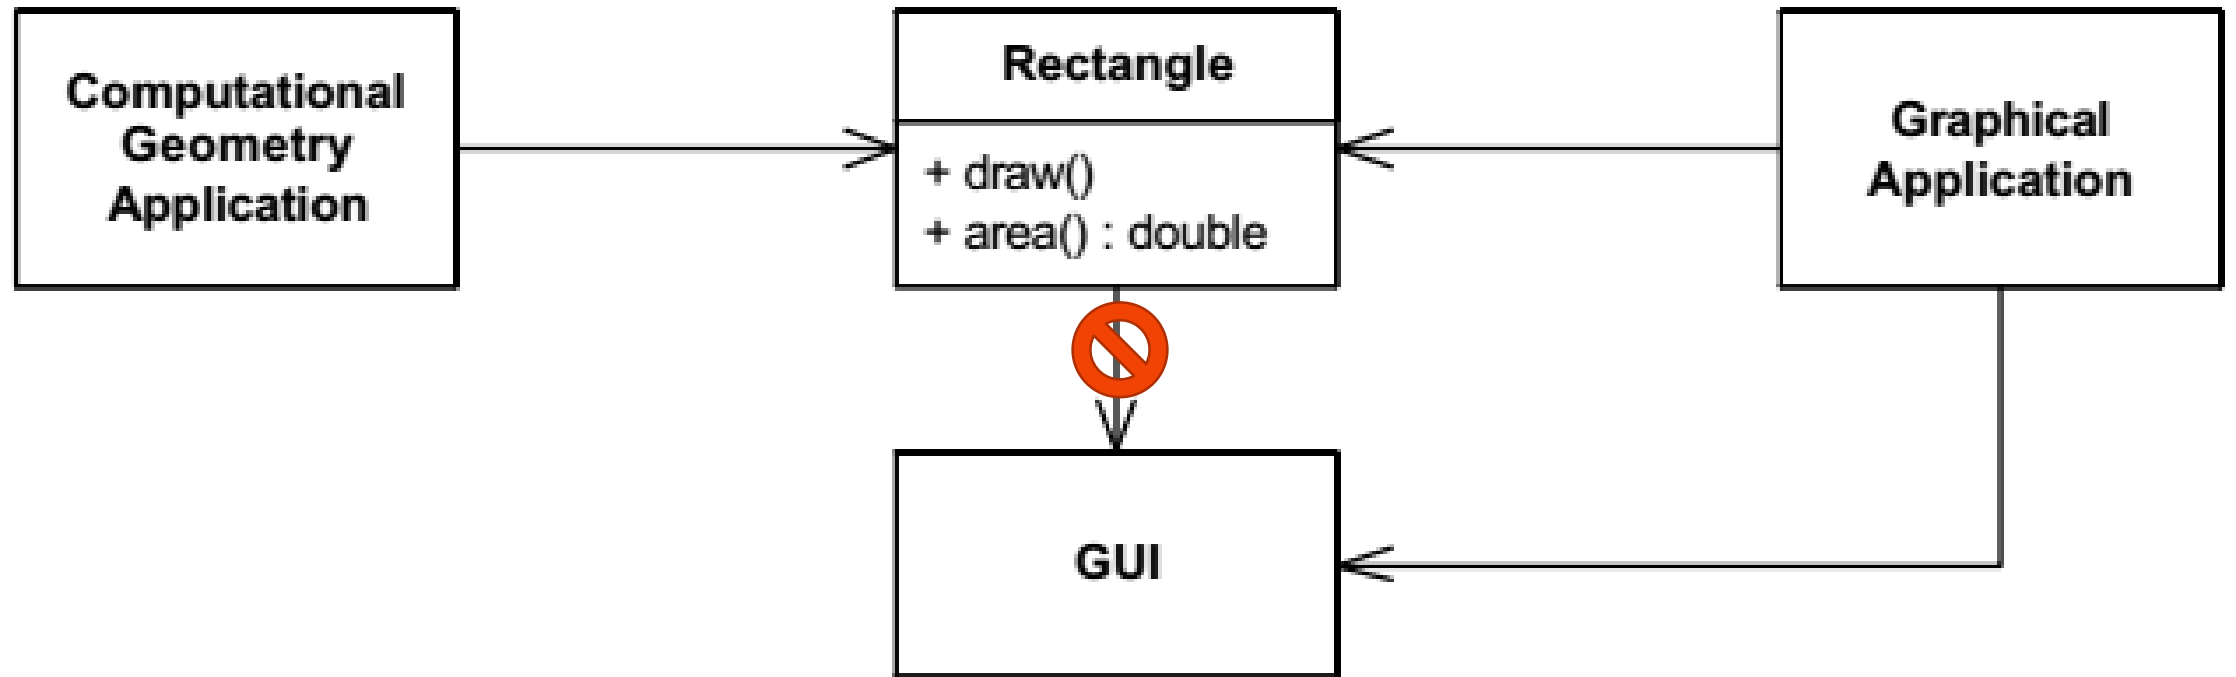 Computational
Geometry
Application
Rectangle
+ draw()
+ area() : double
Graphical
Application
GUI